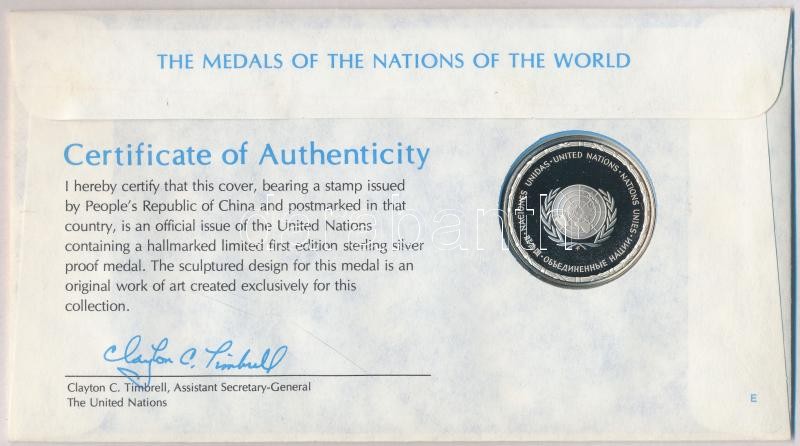 THE MEDALS OF THE NATIONS OF THE WORLD
Certificate of Authenticity
I hereby certify that this cover, bearing a stamp issued
by People's Republic of China and postmarked in that
country, is an official issue of the United Nations
containing a hallmarked limited first edition sterling silver
proof medal. The sculptured design for this medal is an
original work of art created exclusively for this
collection.
NACIONES UNIDAS · UNITED NATIONS · NATIONS UNIES · ОБЪЕДИНЕННЫЕ НАЦИИ ·
Clayton C. Timbrell
Clayton C. Timbrell, Assistant Secretary-General
The United Nations
E
darabanth